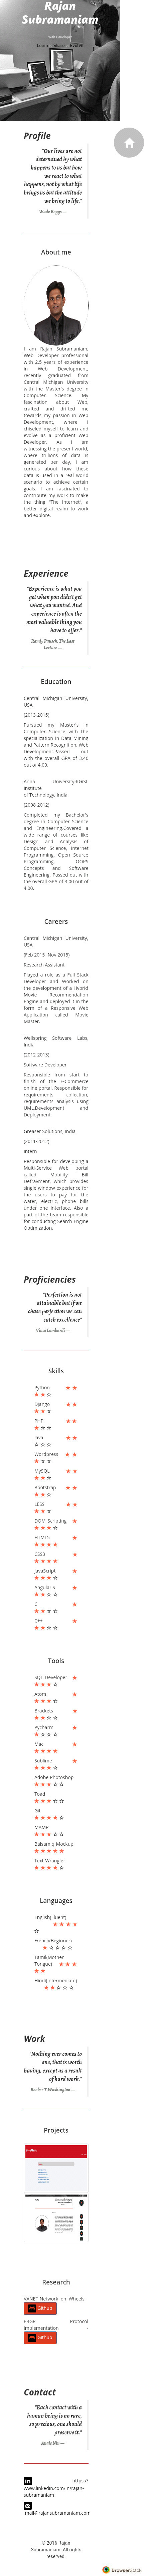 Rajan
Subramaniam
Web Developer
Learn Share Evolve
Profile
"Our lives are not
determined by what
happens to us but how
we react to what
happens, not by what life
brings us but the attitude
we bring to life."
Wade Boggs —
About me
I am Rajan Subramaniam,
Web Developer professional
with 2.5 years of experience
in Web Development,
recently graduated from
Central Michigan University
with the Master's degree in
Computer Science My
fascination about Web,
crafted and drifted me
towards my passion in Web
Development, where I
choosed myself to learn and
evolve as a proficient Web
Developer. As I am
witnessing the present world,
where trillions of data is
generated per day, I am
curious about how these
data is used in a real world
scenario to achieve certain
goals. I am fascinated to
contribute my work to make
the thing "The Internet", a
better digital realm to work
and explore.
Experience
"Experience is what you
get when you didn't get
what you wanted. And
experience is often the
most valuable thing you
have to offer."
Randy Pausch, The Last
Lecture —
Education
Central Michigan University,
USA
(2013-2015)
Pursued my Master's in
Computer Science with the
specialization in Data Mining
and Pattern Recognition, Web
Development.Passed out
with the overall GPA of 3.40
out of 4.00.
Anna University-KGISL
Institute
of Technology, India
(2008-2012)
Completed my Bachelor's
degree in Computer Science
and Engineering.Covered a
wide range of courses like
Design and Analysis of
Computer Science, Internet
Programming, Open Source
Programming, OOPS
Concepts and Software
Engineering. Passed out with
the overall GPA of 3.00 out of
4.00.
Careers
Central Michigan University,
USA
(Feb 2015- Nov 2015)
Research Assistant
Played a role as a Full Stack
Developer and Worked on
the development of a Hybrid
Movie Recommendation
Engine and deployed it in the
form of a Responsive Web
Application called Movie
Master.
Wellspring Software Labs,
India
(2012-2013)
Software Developer
Responsible from start to
finish of the E-Commerce
online portal. Responsible for
requirements collection,
requirements analysis using
UML,Development and
Deployment.
Greaver Solutions, India
(2011-2012)
Intern
Responsible for developing a
Multi-Service Web portal
called Mobility Bill
Defrayment, which provides
single window experience for
the users to pay for the
water, electric, phone bills
under one interface. Also a
part of the team responsible
for conducting Search Engine
Optimization.
Proficiencies
"Perfection is not
attainable but if we
chase perfection we can
catch excellence"
Vince Lombardi —
Skills
Python
Django
PHP
Java
Wordpress
MySQL
Bootstrap
LESS
DOM Scripting
HTML5
CSS3
JavaScript
AngularJS
C
C++
Tools
SQL Developer
Atom
Brackets
Pycharm
Mac
Sublime
Adobe Photoshop
Toad
Git
MAMP
Balsamiq Mockup
Text-Wrangler
Languages
English(Fluent)
French(Beginner)
Tamil(Mother
Tongue)
Hindi(Intermediate)
Work
"Nothing ever comes to
one, that is worth
having, except as a result
of hard work."
Booker T. Washington —
Projects
Research
VANET-Network on Wheels -
Github
EBGR Protocol
Implementation -
Github
Contact
"Each contact with a
human being is so rare,
so precious, one should
preserve it."
Anais Nin —
https://
www.linkedin.com/in/rajan-
subramaniam
mail@rajansubramaniam.com
© 2016 Rajan
Subramaniam. All rights
reserved.
BrowserStack